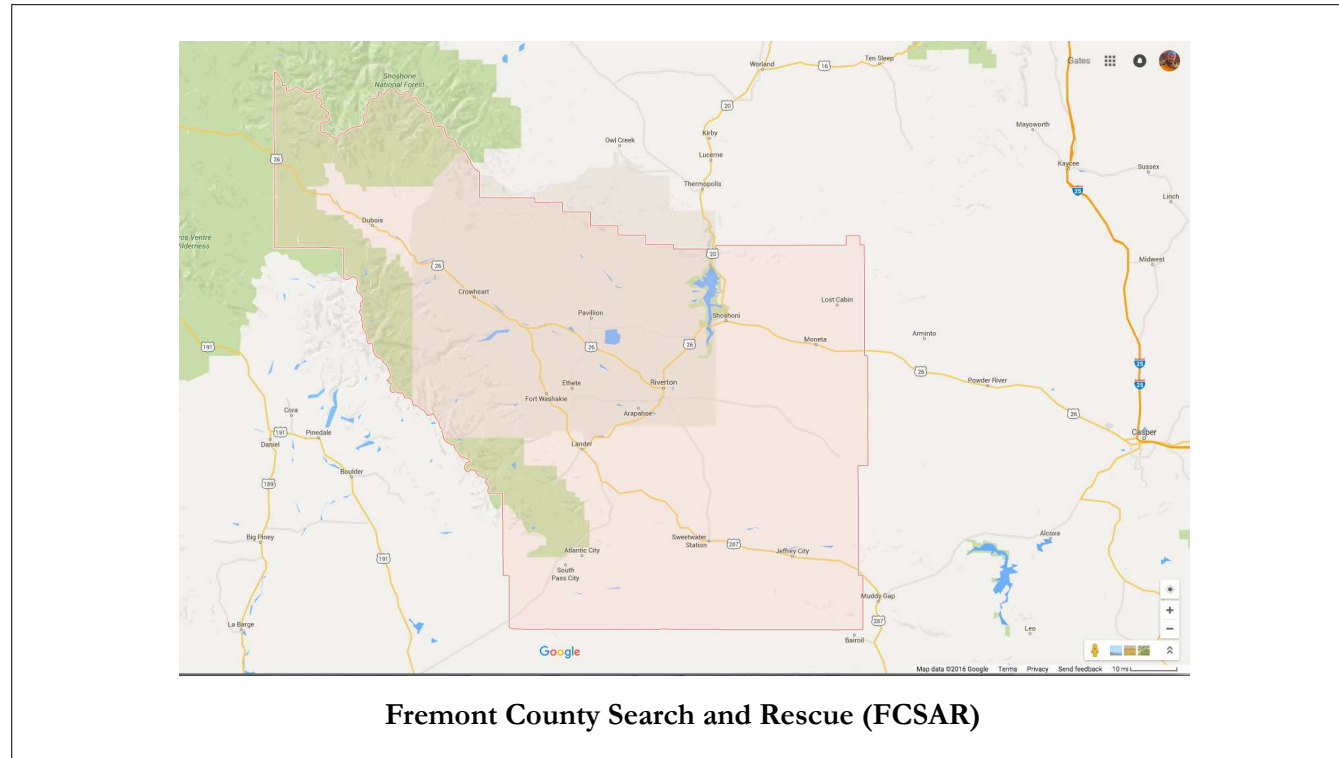 Shoshone
National Forest
Worland
16
Ten Sleep
Gates
20
Mayoworth
Kirby
Owl Creek
Lucerne
Kaycee
Sussex
26
Thermopolis
25
Linch
Dubois
ros Ventre
Wilderness
20
Midwest
26
Crowheart
Lost Cabin
Pavillion
Shoshoni
Arminto
191
26
26
Moneta
25
26
Powder River
25
Ethete
Riverton
Fort Washakie
Arapahoe
Cora
26
191
Pinedale
Daniel
Casper
Lander
Boulder
189
Alcova
Big Piney
Sweetwater
Station
287
Atlantic City
Jeffrey City
191
South
Pass City
Muddy Gap
La Barge
287
Leo
Bairoil
Google
Map data ©2016 Google Terms Privacy Send feedback 10 mi
Fremont County Search and Rescue (FCSAR)